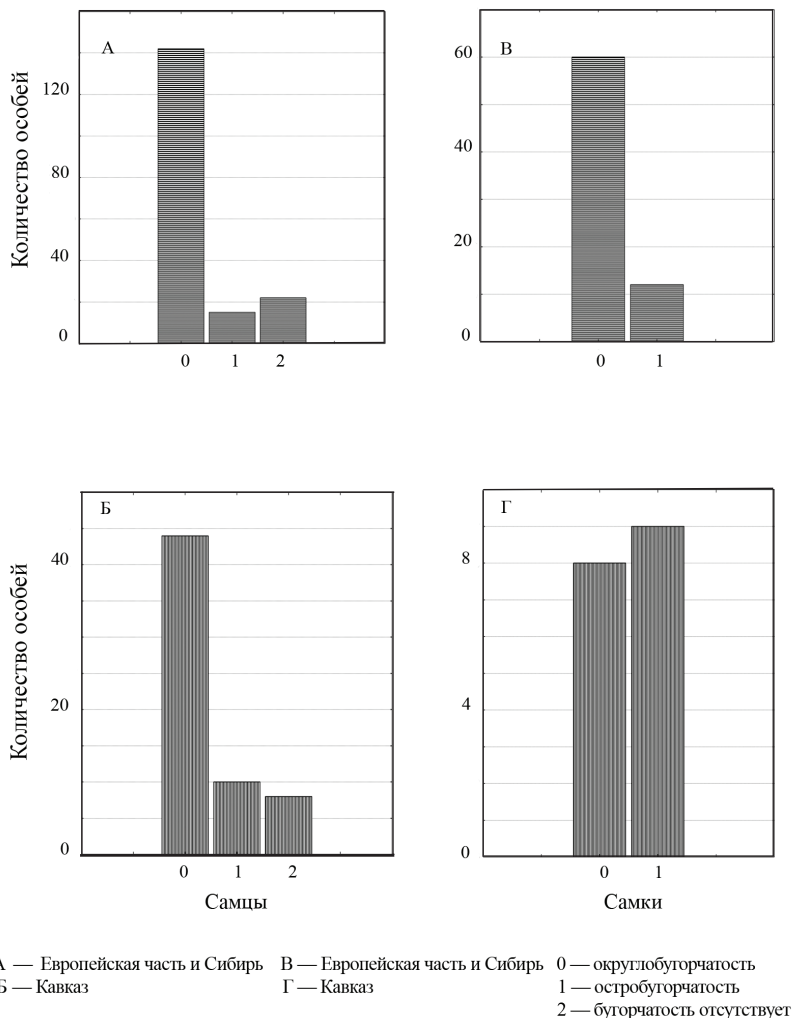 А
Количество особей
120
80
40
0
0 1 2
В
60
40
20
0
0 1
Б
Количество особей
40
20
0
0 1 2
Самцы
Г
8
4
0
0 1
Самки
А — Европейская часть и Сибирь В — Европейская часть и Сибирь 0 — округлобугорчатость
Б — Кавказ Г — Кавказ 1 — остробугорчатость
2 — бугорчатость отсутствует